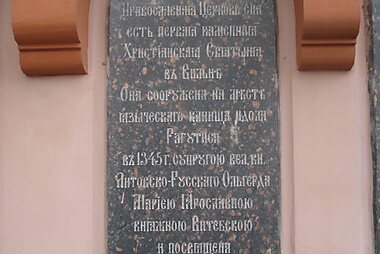 Православная Церковь сия
есть первая каменная
Христіанская Святыня
въ Вильнѣ
Она сооружена на мѣстѣ
языческаго капища идола
Рагутиса
въ 1345 г. супругою вел. кн.
Литовско-Русскаго Ольгерда
Маріею Ярославною
княжною Витебскою
и посвящена